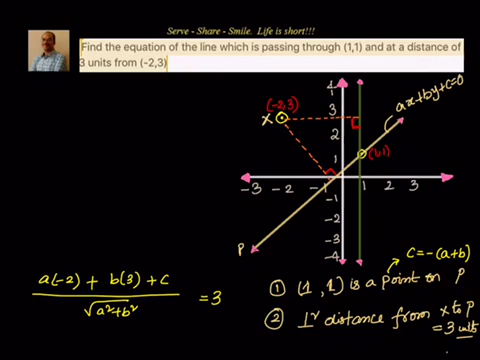 Serve - Share - Smile. Life is short!!!
Find the equation of the line which is passing through (1,1) and at a distance of
3 units from (-2,3)
4
ax+by+c=0
(-2,3)
X
3
2
1
(1,1)
-3 -2 -1 1 2 3
-1
-2
-3
-4
P
c=-(a+b)
a(-2) + b(3) + c
√a²+b²
= 3
① (1, 1) is a point on P
② ⊥r distance from X to P
= 3 units